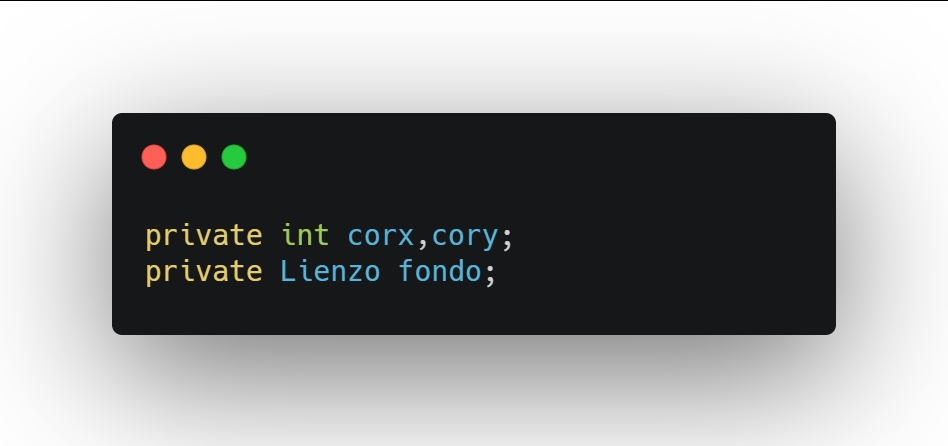 private int corx,cory;
private Lienzo fondo;